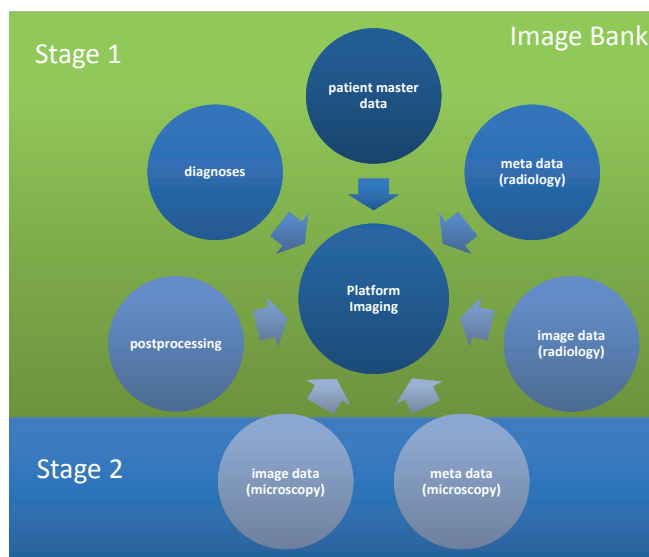 Stage 1
Image Bank
patient master
data
diagnoses
meta data
(radiology)
Platform
Imaging
postprocessing
image data
(radiology)
Stage 2
image data
(microscopy)
meta data
(microscopy)